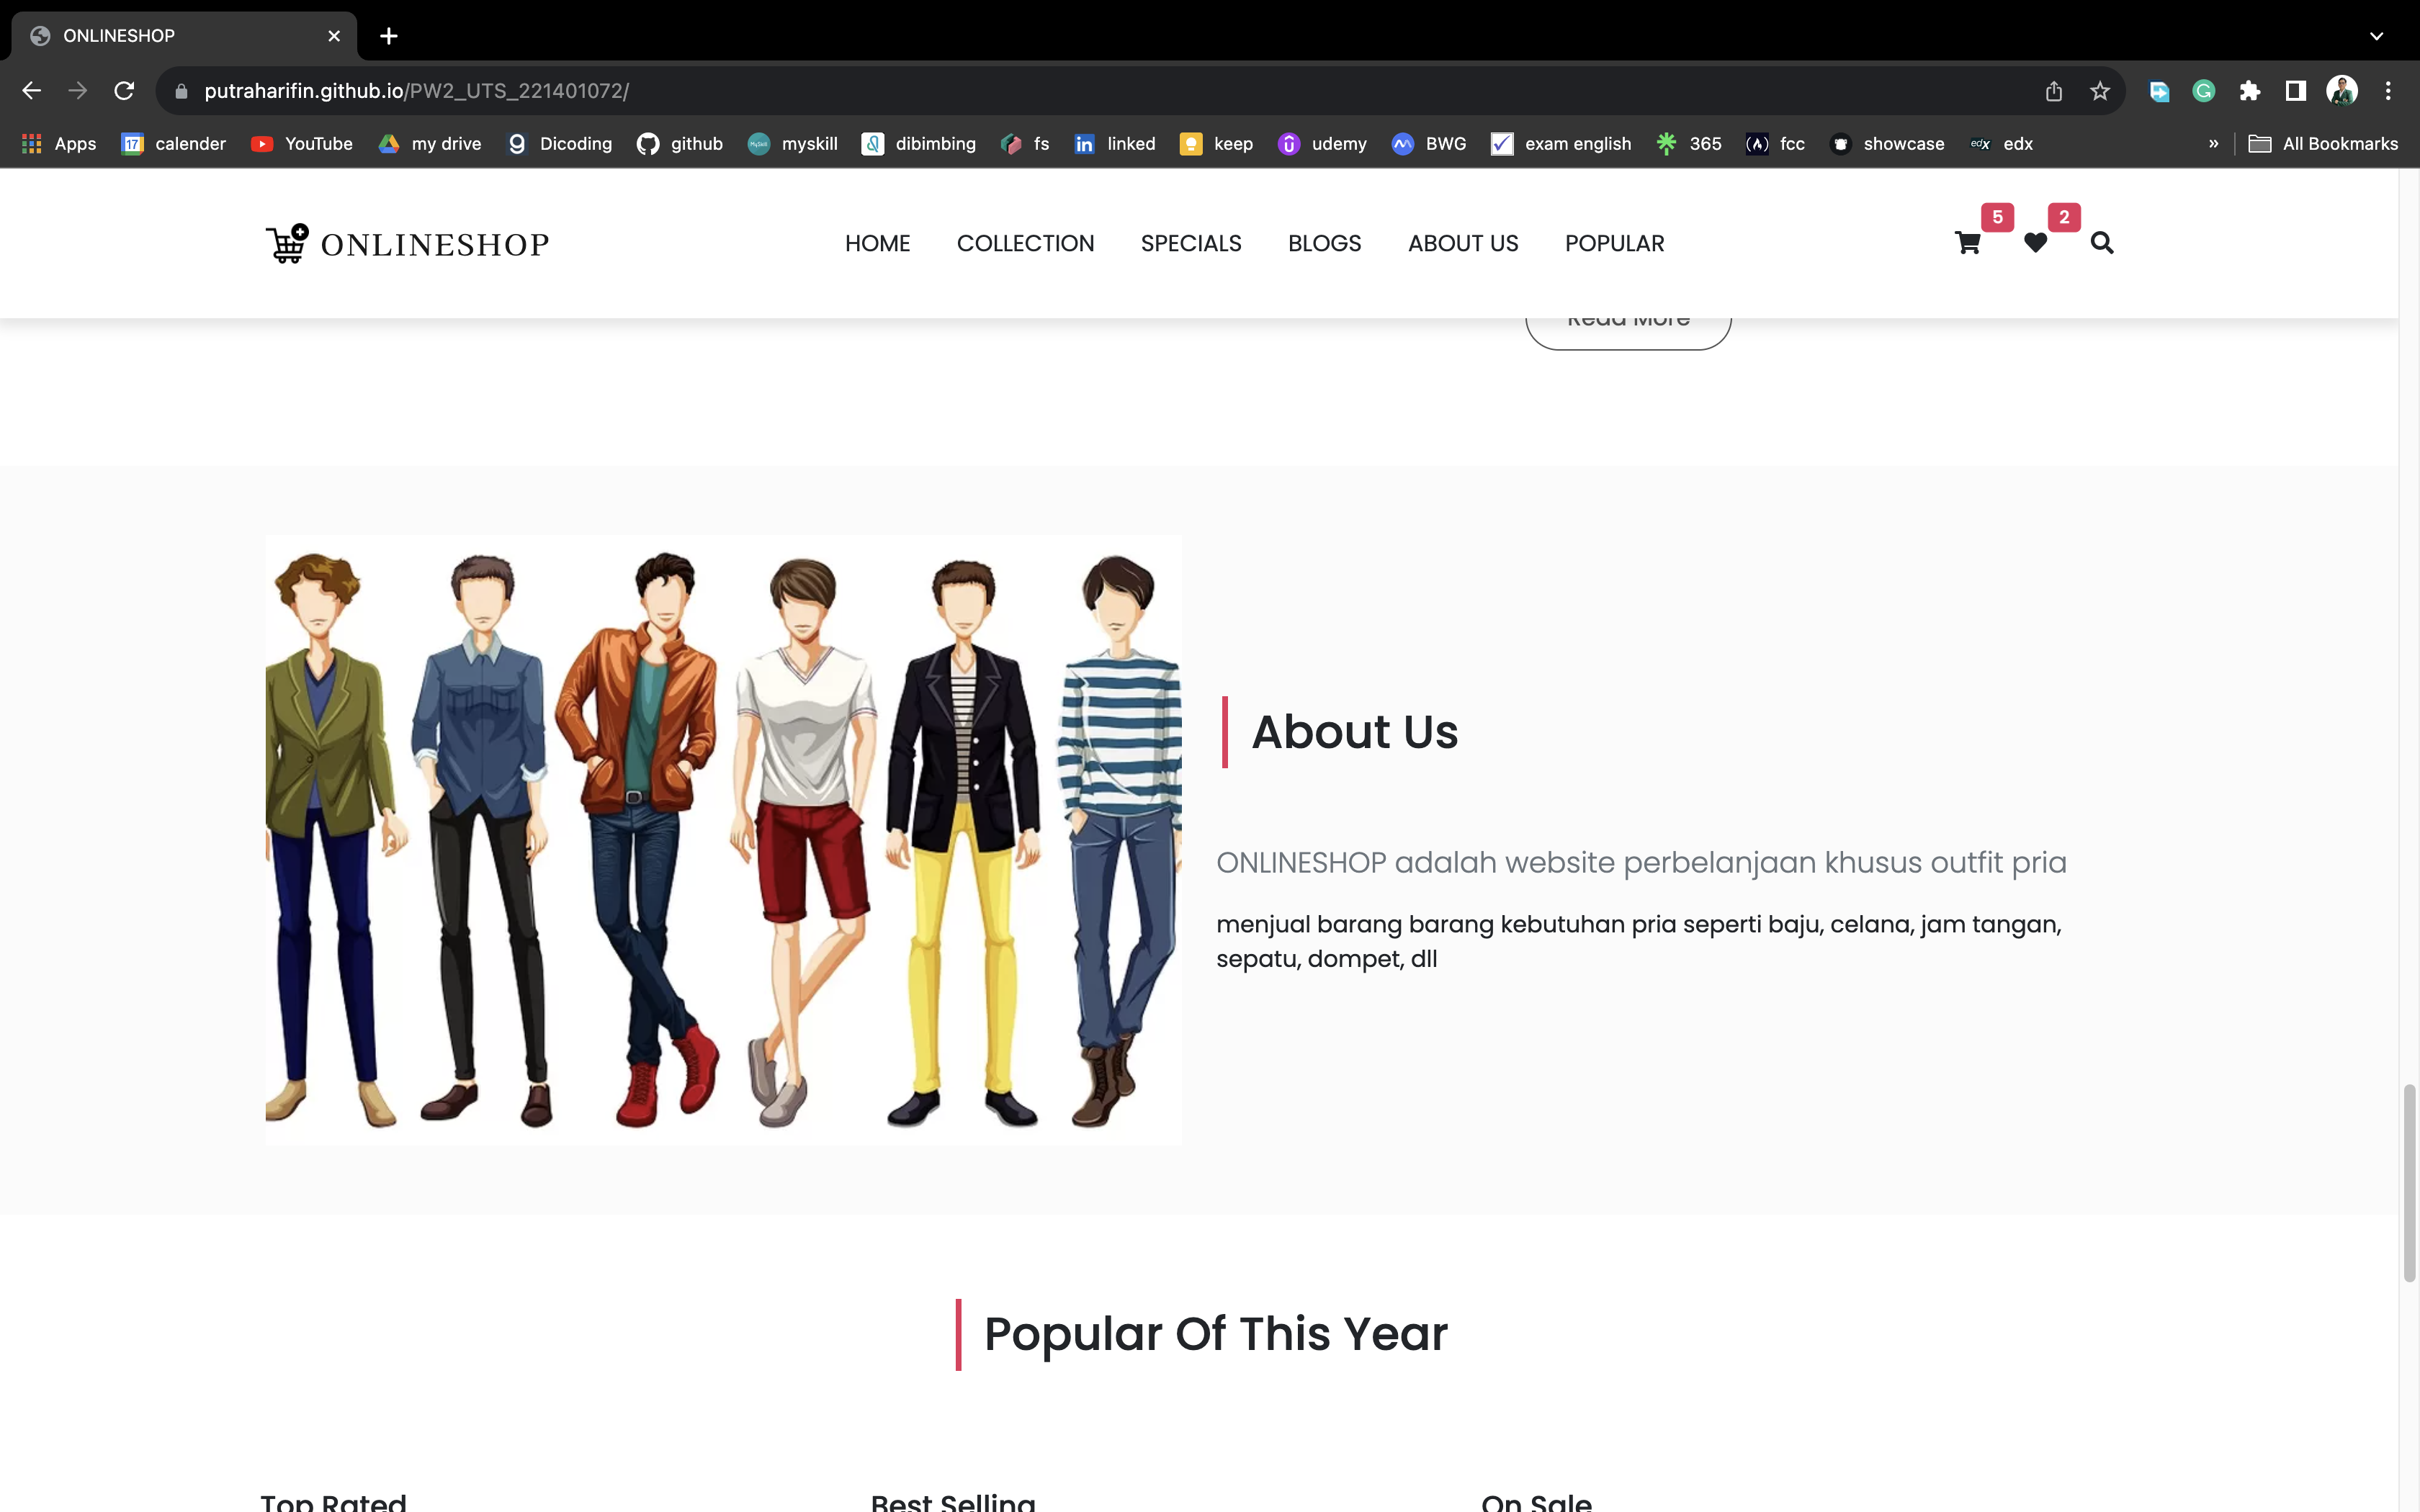 ONLINESHOP
putraharifin.github.io/PW2_UTS_221401072/
Apps calender YouTube my drive Dicoding github myskill dibimbing fs linked keep udemy BWG exam english 365 fcc showcase edx » All Bookmarks
ONLINESHOP HOME COLLECTION SPECIALS BLOGS ABOUT US POPULAR 5 2
Read More
About Us
ONLINESHOP adalah website perbelanjaan khusus outfit pria
menjual barang barang kebutuhan pria seperti baju, celana, jam tangan,
sepatu, dompet, dll
Popular Of This Year
Top Rated Best Selling On Sale